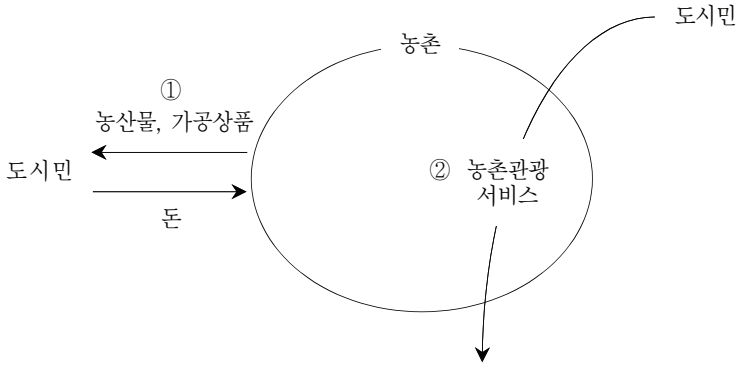 도시민
농촌
①
농산물, 가공상품
도시민
돈
② 농촌관광
서비스